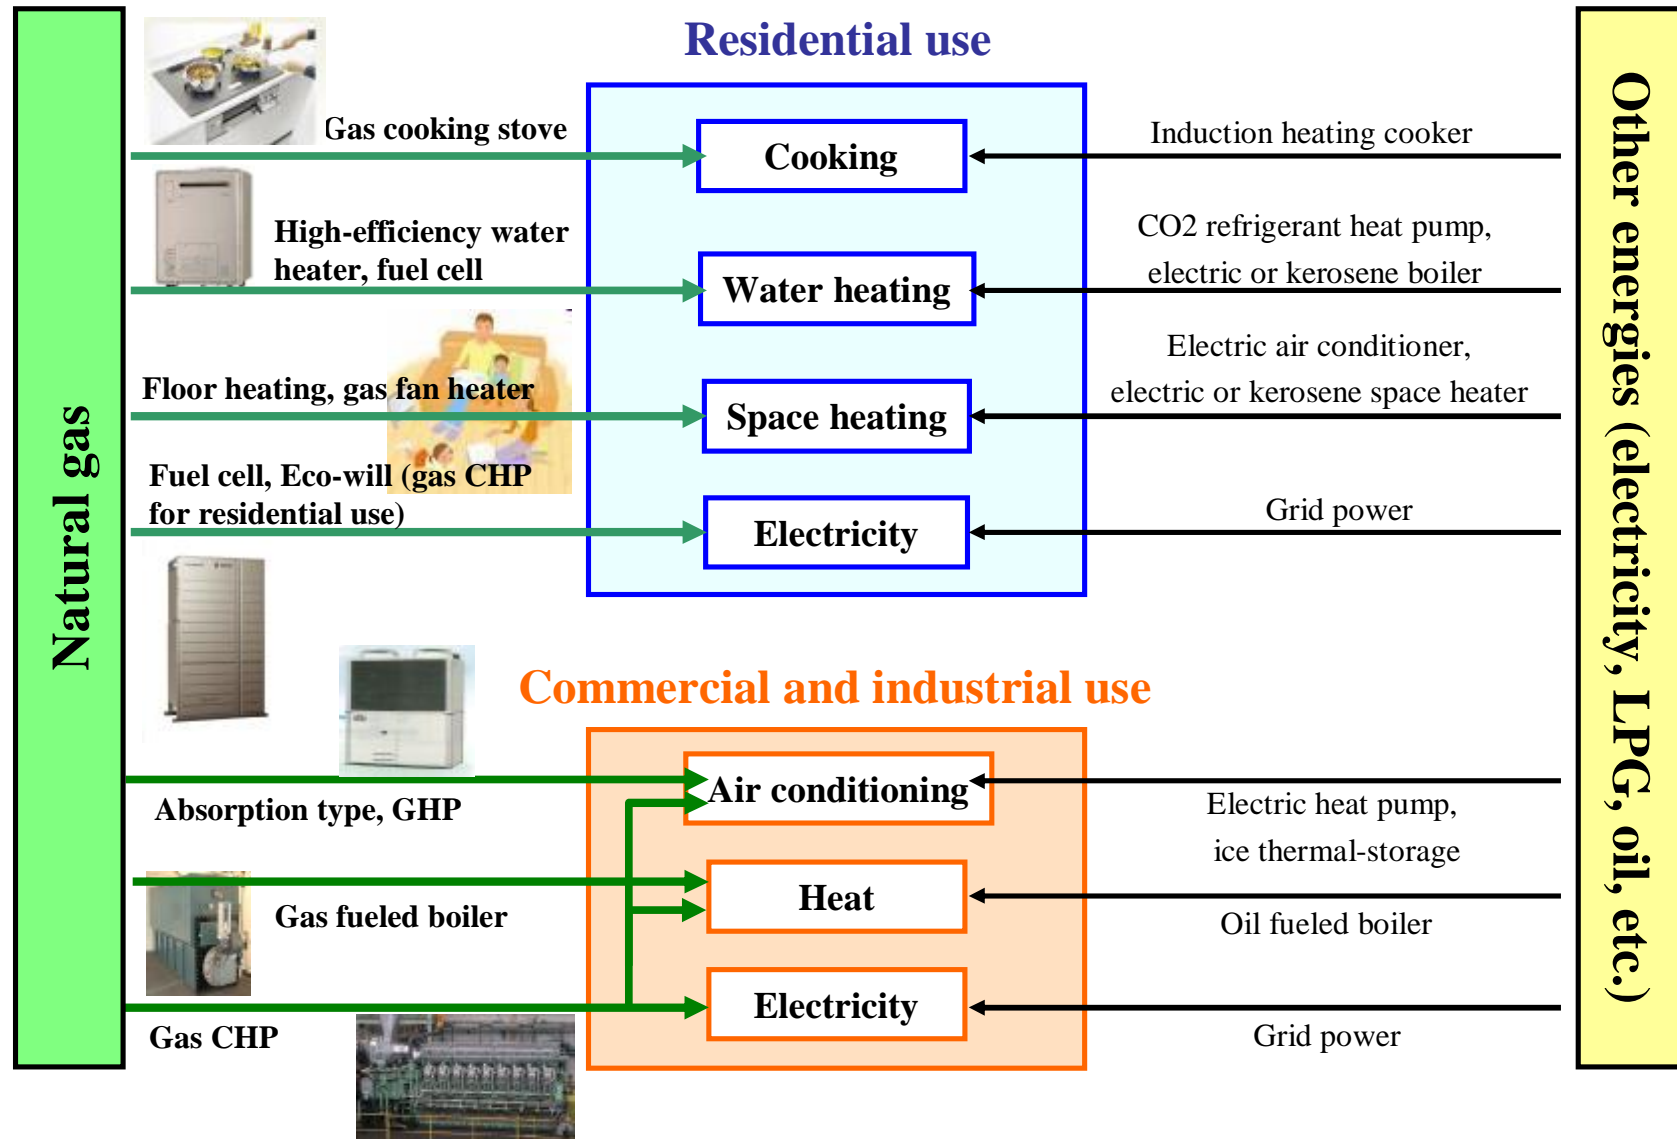 Natural gas
Residential use
Gas cooking stove
Cooking
Induction heating cooker
High-efficiency water
heater, fuel cell
Water heating
CO2 refrigerant heat pump,
electric or kerosene boiler
Floor heating, gas fan heater
Space heating
Electric air conditioner,
electric or kerosene space heater
Fuel cell, Eco-will (gas CHP
for residential use)
Electricity
Grid power
Commercial and industrial use
Absorption type, GHP
Air conditioning
Electric heat pump,
ice thermal-storage
Gas fueled boiler
Heat
Oil fueled boiler
Gas CHP
Electricity
Grid power
Other energies (electricity, LPG, oil, etc.)